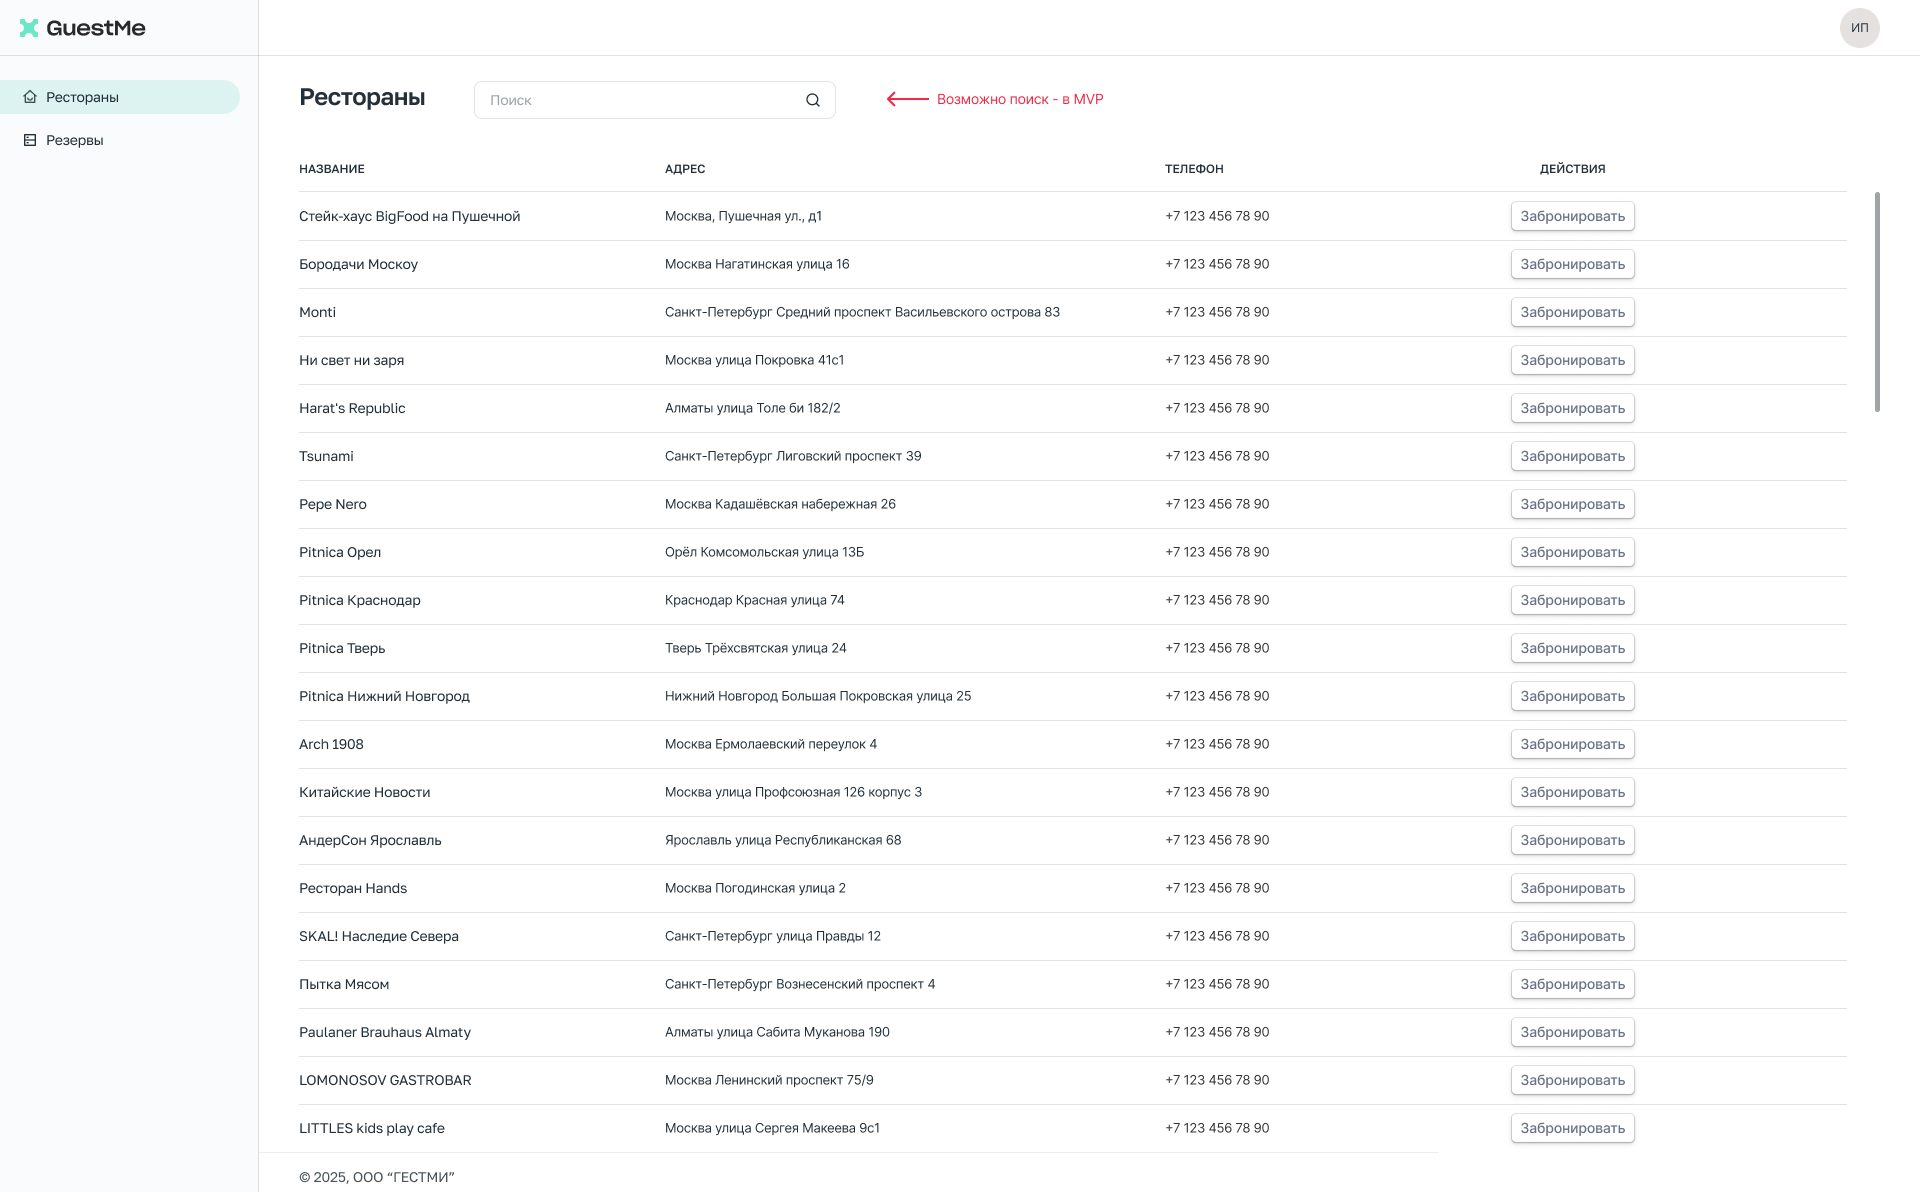 GuestMe
ИП
Рестораны
Резервы
Рестораны
Поиск
Возможно поиск - в MVP
НАЗВАНИЕ АДРЕС ТЕЛЕФОН ДЕЙСТВИЯ
Стейк-хаус BigFood на Пушечной Москва, Пушечная ул., д1 +7 123 456 78 90 Забронировать
Бородачи Москоу Москва Нагатинская улица 16 +7 123 456 78 90 Забронировать
Monti Санкт-Петербург Средний проспект Васильевского острова 83 +7 123 456 78 90 Забронировать
Ни свет ни заря Москва улица Покровка 41с1 +7 123 456 78 90 Забронировать
Harat's Republic Алматы улица Толе би 182/2 +7 123 456 78 90 Забронировать
Tsunami Санкт-Петербург Лиговский проспект 39 +7 123 456 78 90 Забронировать
Pepe Nero Москва Кадашёвская набережная 26 +7 123 456 78 90 Забронировать
Pitnica Орел Орёл Комсомольская улица 13Б +7 123 456 78 90 Забронировать
Pitnica Краснодар Краснодар Красная улица 74 +7 123 456 78 90 Забронировать
Pitnica Тверь Тверь Трёхсвятская улица 24 +7 123 456 78 90 Забронировать
Pitnica Нижний Новгород Нижний Новгород Большая Покровская улица 25 +7 123 456 78 90 Забронировать
Arch 1908 Москва Ермолаевский переулок 4 +7 123 456 78 90 Забронировать
Китайские Новости Москва улица Профсоюзная 126 корпус 3 +7 123 456 78 90 Забронировать
АндерСон Ярославль Ярославль улица Республиканская 68 +7 123 456 78 90 Забронировать
Ресторан Hands Москва Погодинская улица 2 +7 123 456 78 90 Забронировать
SKAL! Наследие Севера Санкт-Петербург улица Правды 12 +7 123 456 78 90 Забронировать
Пытка Мясом Санкт-Петербург Вознесенский проспект 4 +7 123 456 78 90 Забронировать
Paulaner Brauhaus Almaty Алматы улица Сабита Муканова 190 +7 123 456 78 90 Забронировать
LOMONOSOV GASTROBAR Москва Ленинский проспект 75/9 +7 123 456 78 90 Забронировать
LITTLES kids play cafe Москва улица Сергея Макеева 9с1 +7 123 456 78 90 Забронировать
© 2025, ООО “ГЕСТМИ”